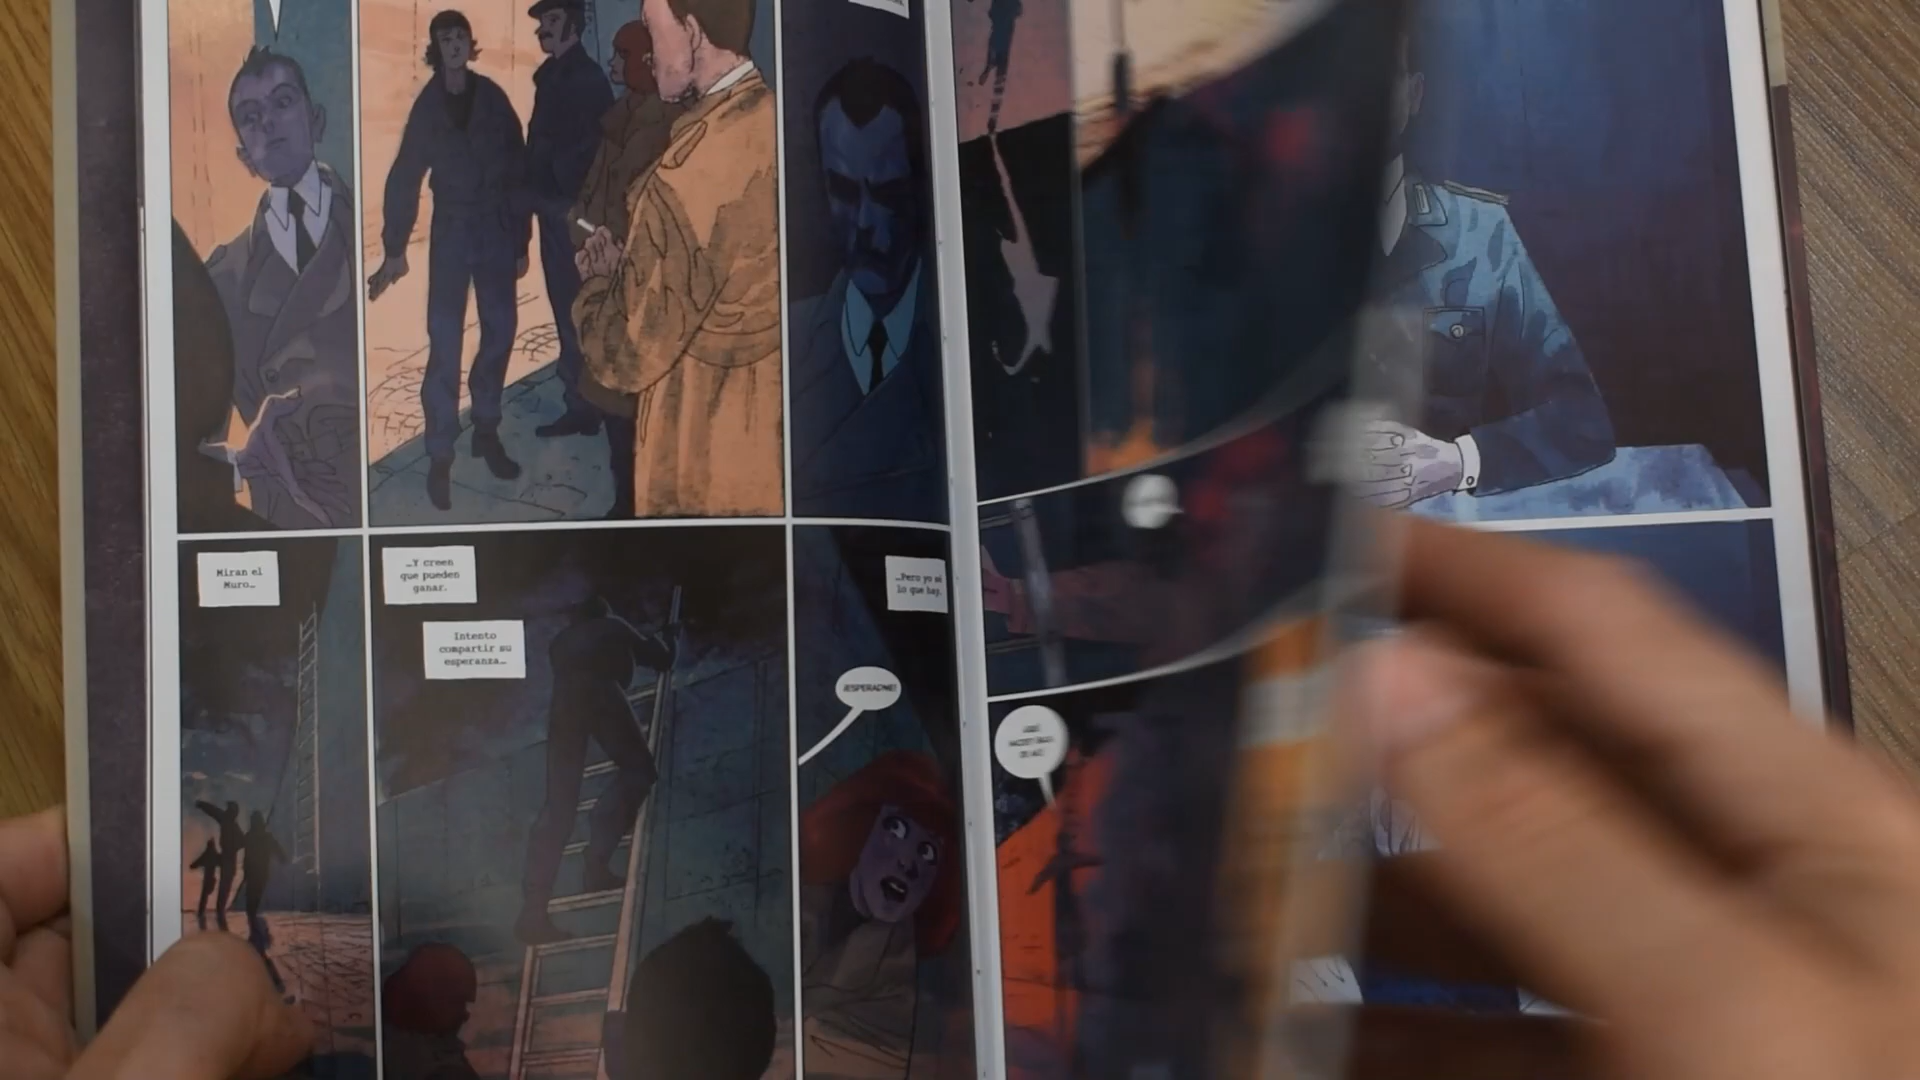 Miran el
Muro...
...Y creen
que pueden
ganar.
Intento
compartir su
esperanza...
...Pero yo sé
lo que hay.
¡ESPERADME!